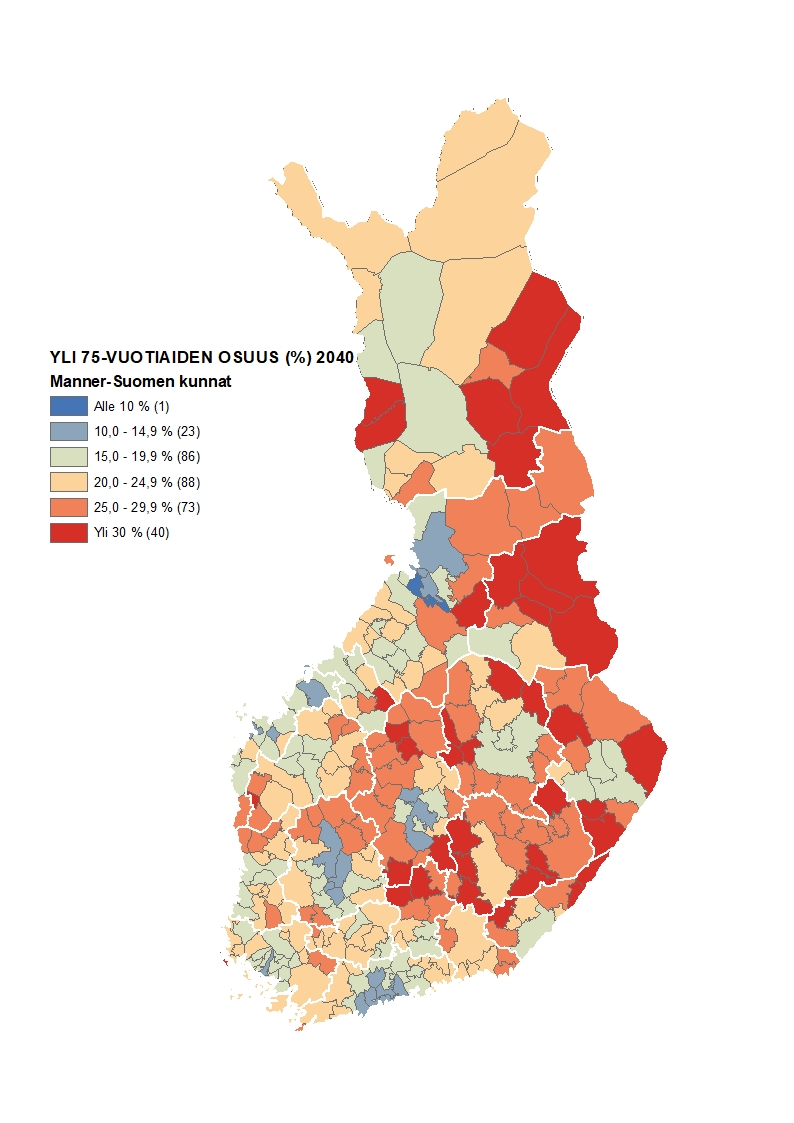 YLI 75-VUOTIAIDEN OSUUS (%) 2040
Manner-Suomen kunnat
Alle 10 % (1)
10,0 - 14,9 % (23)
15,0 - 19,9 % (86)
20,0 - 24,9 % (88)
25,0 - 29,9 % (73)
Yli 30 % (40)